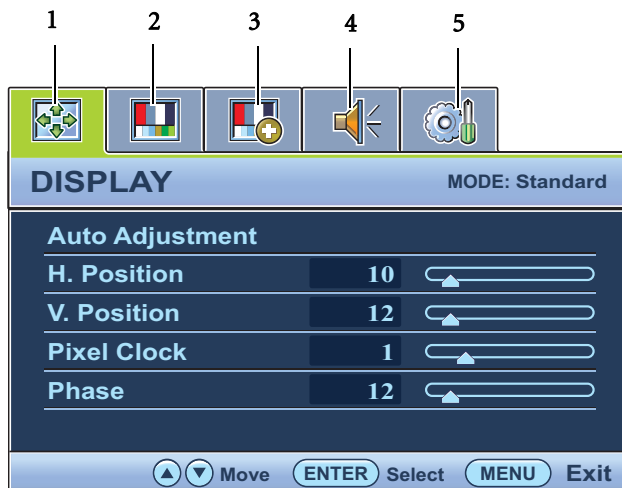 1 2 3 4 5
DISPLAY MODE: Standard
Auto Adjustment
H. Position 10
V. Position 12
Pixel Clock 1
Phase 12
Move ENTER Select MENU Exit